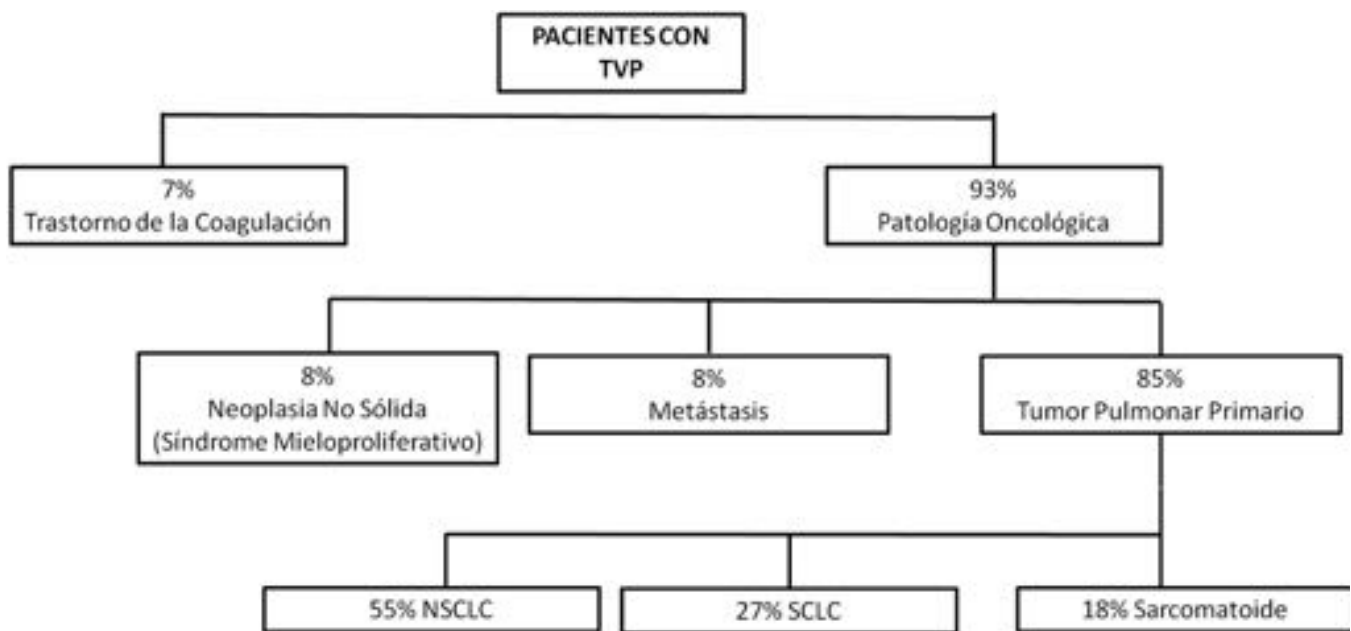 PACIENTES CON
TVP
7%
Trastorno de la Coagulación
93%
Patología Oncológica
8%
Neoplasia No Sólida
(Síndrome Mieloproliferativo)
8%
Metástasis
85%
Tumor Pulmonar Primario
55% NSCLC
27% SCLC
18% Sarcomatoide